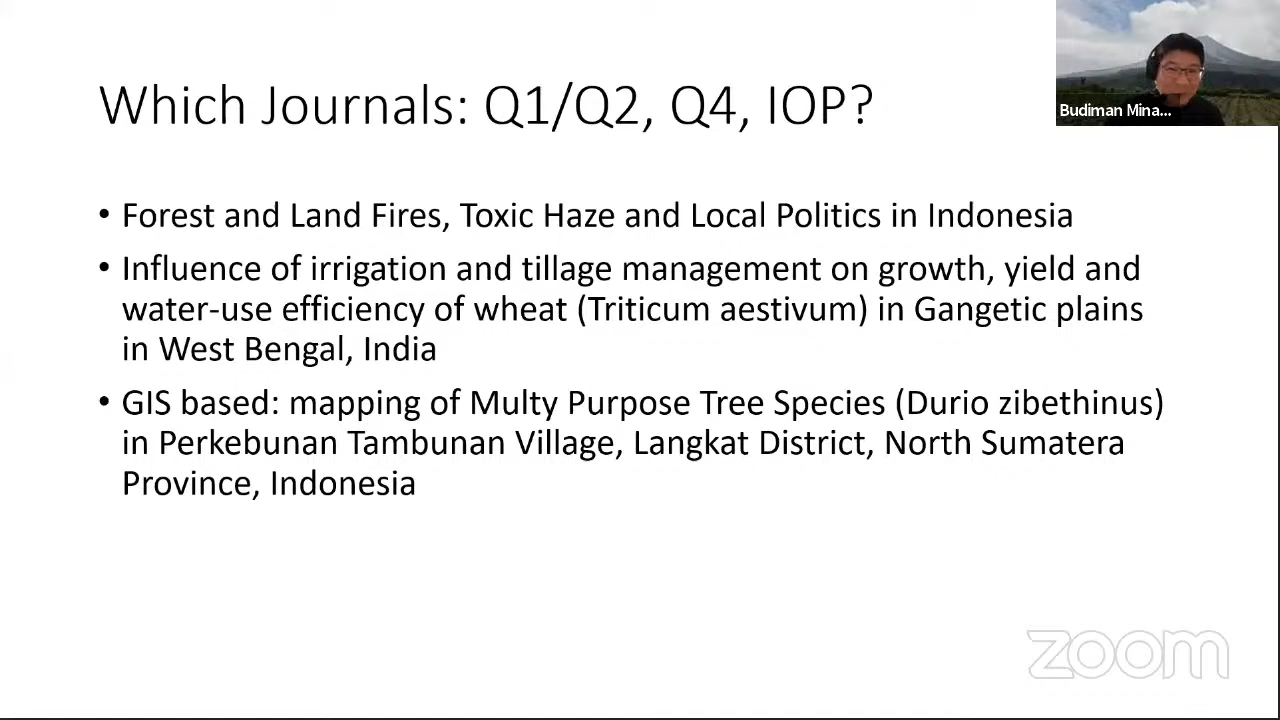 Which Journals: Q1/Q2, Q4, IOP?
Budiman Mina...
• Forest and Land Fires, Toxic Haze and Local Politics in Indonesia
• Influence of irrigation and tillage management on growth, yield and
water-use efficiency of wheat (Triticum aestivum) in Gangetic plains
in West Bengal, India
• GIS based: mapping of Multy Purpose Tree Species (Durio zibethinus)
in Perkebunan Tambunan Village, Langkat District, North Sumatera
Province, Indonesia
zoom